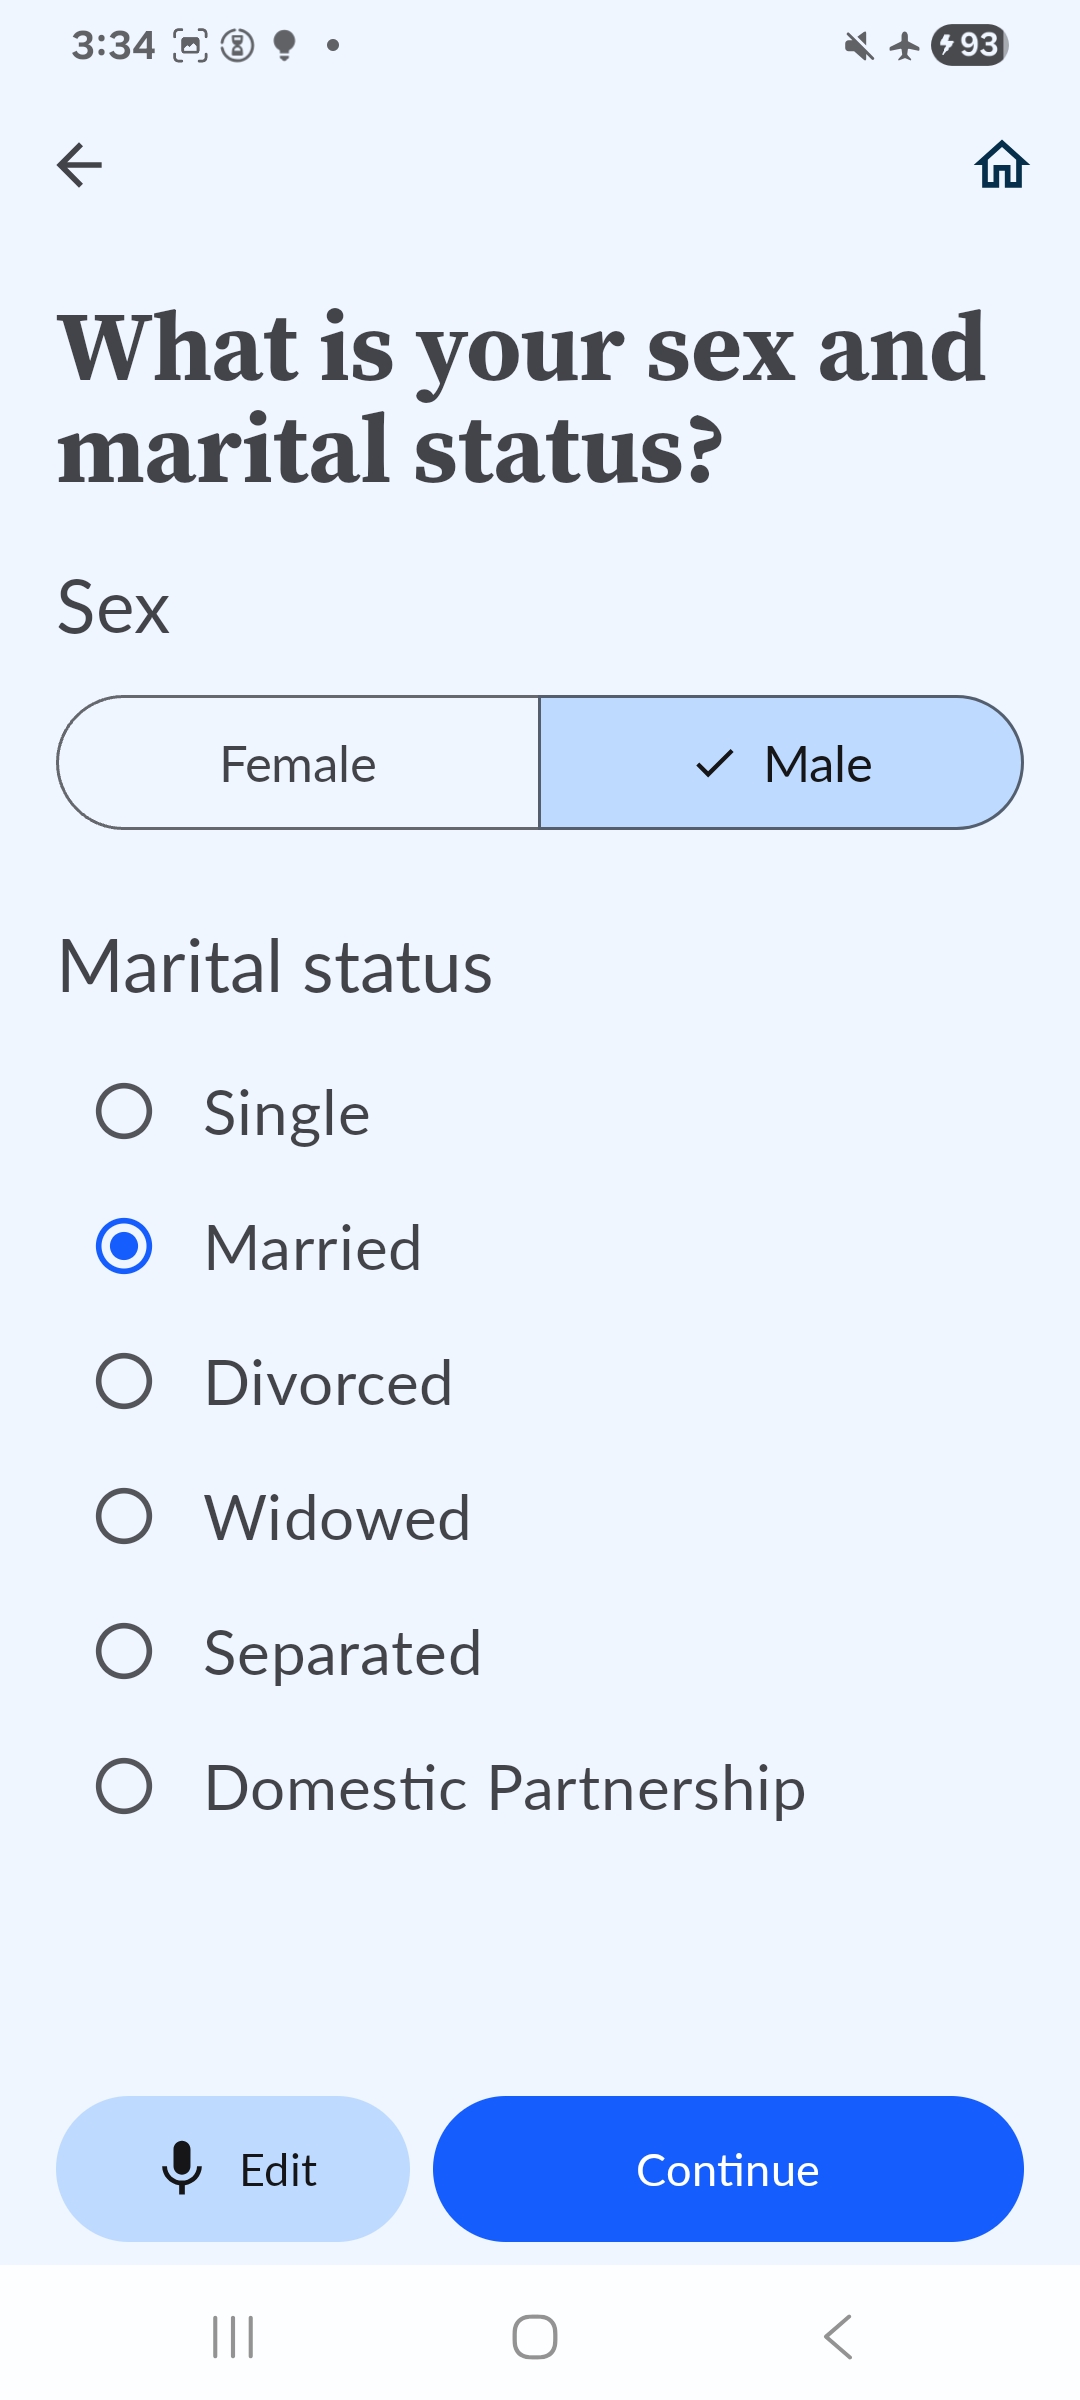 3:34
93
What is your sex and
marital status?
Sex
Female
Male
Marital status
Single
Married
Divorced
Widowed
Separated
Domestic Partnership
Edit
Continue